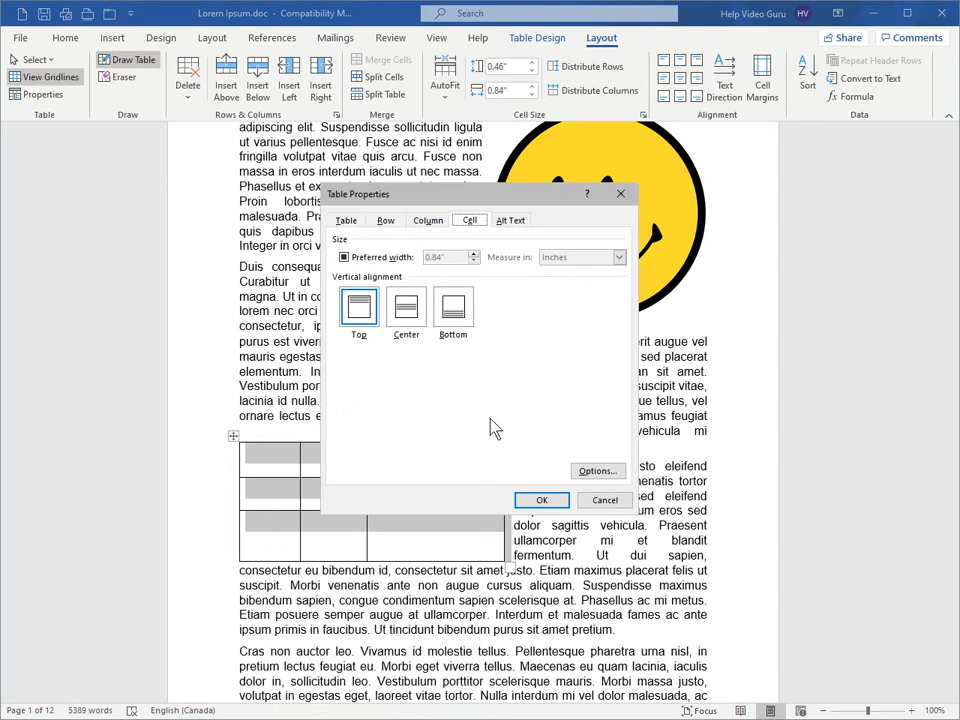 Lorem Ipsum.doc - Compatibility M...
Search
Help Video Guru
HV
File Home Insert Design Layout References Mailings Review View Help Table Design Layout
Share
Comments
Select
View Gridlines
Properties
Table
Draw Table
Eraser
Draw
Delete
Insert Above
Insert Below
Insert Left
Insert Right
Rows & Columns
Merge Cells
Split Cells
Split Table
Merge
AutoFit
0.46"
0.84"
Distribute Rows
Distribute Columns
Cell Size
Text Direction
Cell Margins
Alignment
Sort
Repeat Header Rows
Convert to Text
fx Formula
Data
adipiscing elit. Suspendisse sollicitudin ligula
ut varius pellentesque. Fusce ac nisi id enim
fringilla volutpat vitae quis arcu. Fusce non
massa in eros interdum iaculis ut nec massa.
Phasellus et ex
Proin lobortis
malesuada. Tra
quis dapibus
Integer in orci v
Duis consequa
Curabitur ut
magna. Ut in co
lorem nec orci
consectetur, ip
purus est viverr
mauris egestas
elementum. In
Vestibulum por
lacinia id nulla.
ornare lectus e
erit augue vel
sed placerat
an sit amet.
suscipit vitae,
ue tellus, vel
amus feugiat
vehicula mi
Table Properties
?
Table Row Column Cell Alt Text
Size
Preferred width: 0.84" Measure in: Inches
Vertical alignment
Top Center Bottom
Options...
OK Cancel
sto eleifend
nenatis tortor
sed eleifend
um eros sed
dolor sagittis vehicula. Praesent
ullamcorper mi et blandit
fermentum. Ut dui sapien,
consectetur eu bibendum id, consectetur sit amet justo. Etiam maximus placerat felis ut
suscipit. Morbi venenatis ante non augue cursus aliquam. Suspendisse maximus
bibendum sapien, congue condimentum sapien scelerisque at. Phasellus ac mi metus.
Etiam posuere semper augue at ullamcorper. Interdum et malesuada fames ac ante
ipsum primis in faucibus. Ut tincidunt bibendum purus sit amet pretium.
Cras non auctor leo. Vivamus id molestie tellus. Pellentesque pharetra urna nisl, in
pretium lectus feugiat eu. Morbi eget viverra tellus. Maecenas eu quam lacinia, iaculis
dolor in, sollicitudin leo. Vestibulum porttitor scelerisque mauris. Morbi massa justo,
volutpat in egestas eget, laoreet vitae tortor. Nulla interdum mi vel dolor malesuada, ac
Page 1 of 12 5389 words English (Canada)
Focus
100%